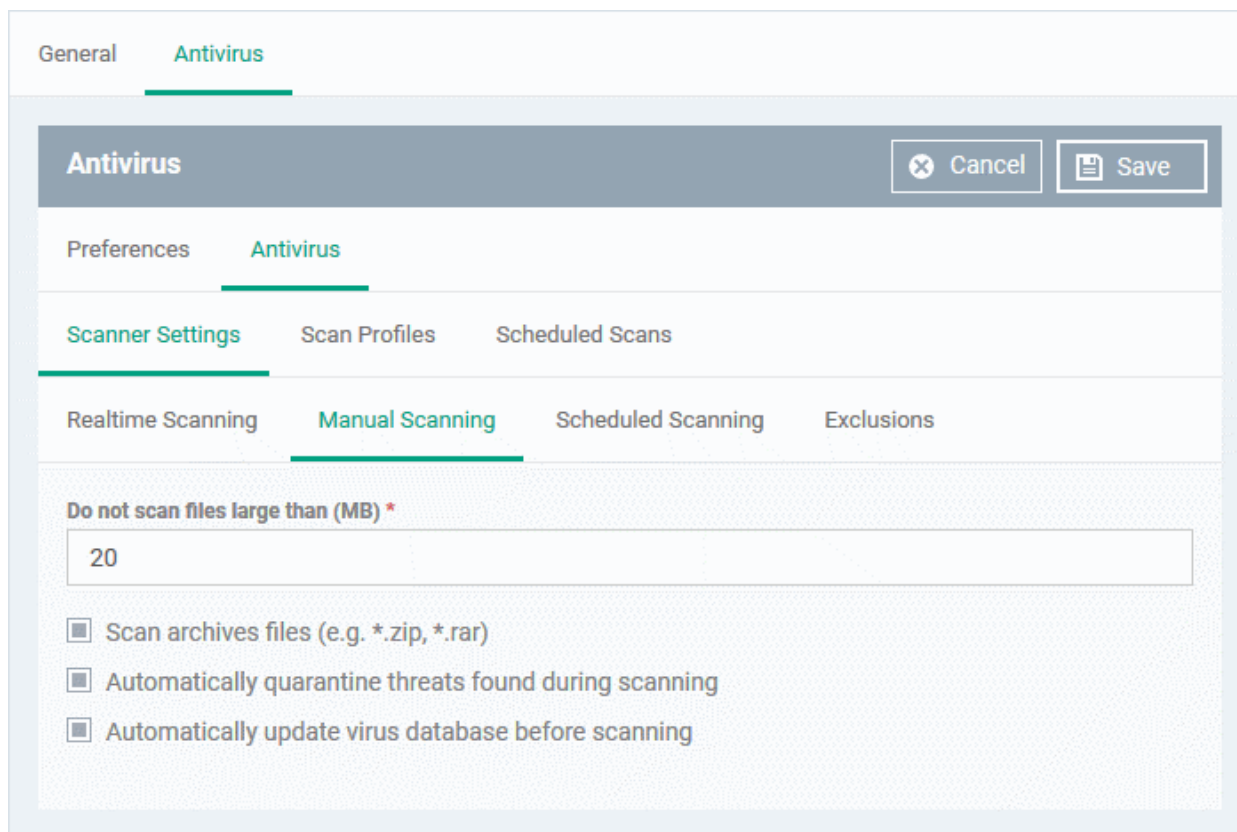 General Antivirus
Antivirus Cancel Save
Preferences Antivirus
Scanner Settings Scan Profiles Scheduled Scans
Realtime Scanning Manual Scanning Scheduled Scanning Exclusions
Do not scan files large than (MB) *
20
Scan archives files (e.g. *.zip, *.rar)
Automatically quarantine threats found during scanning
Automatically update virus database before scanning